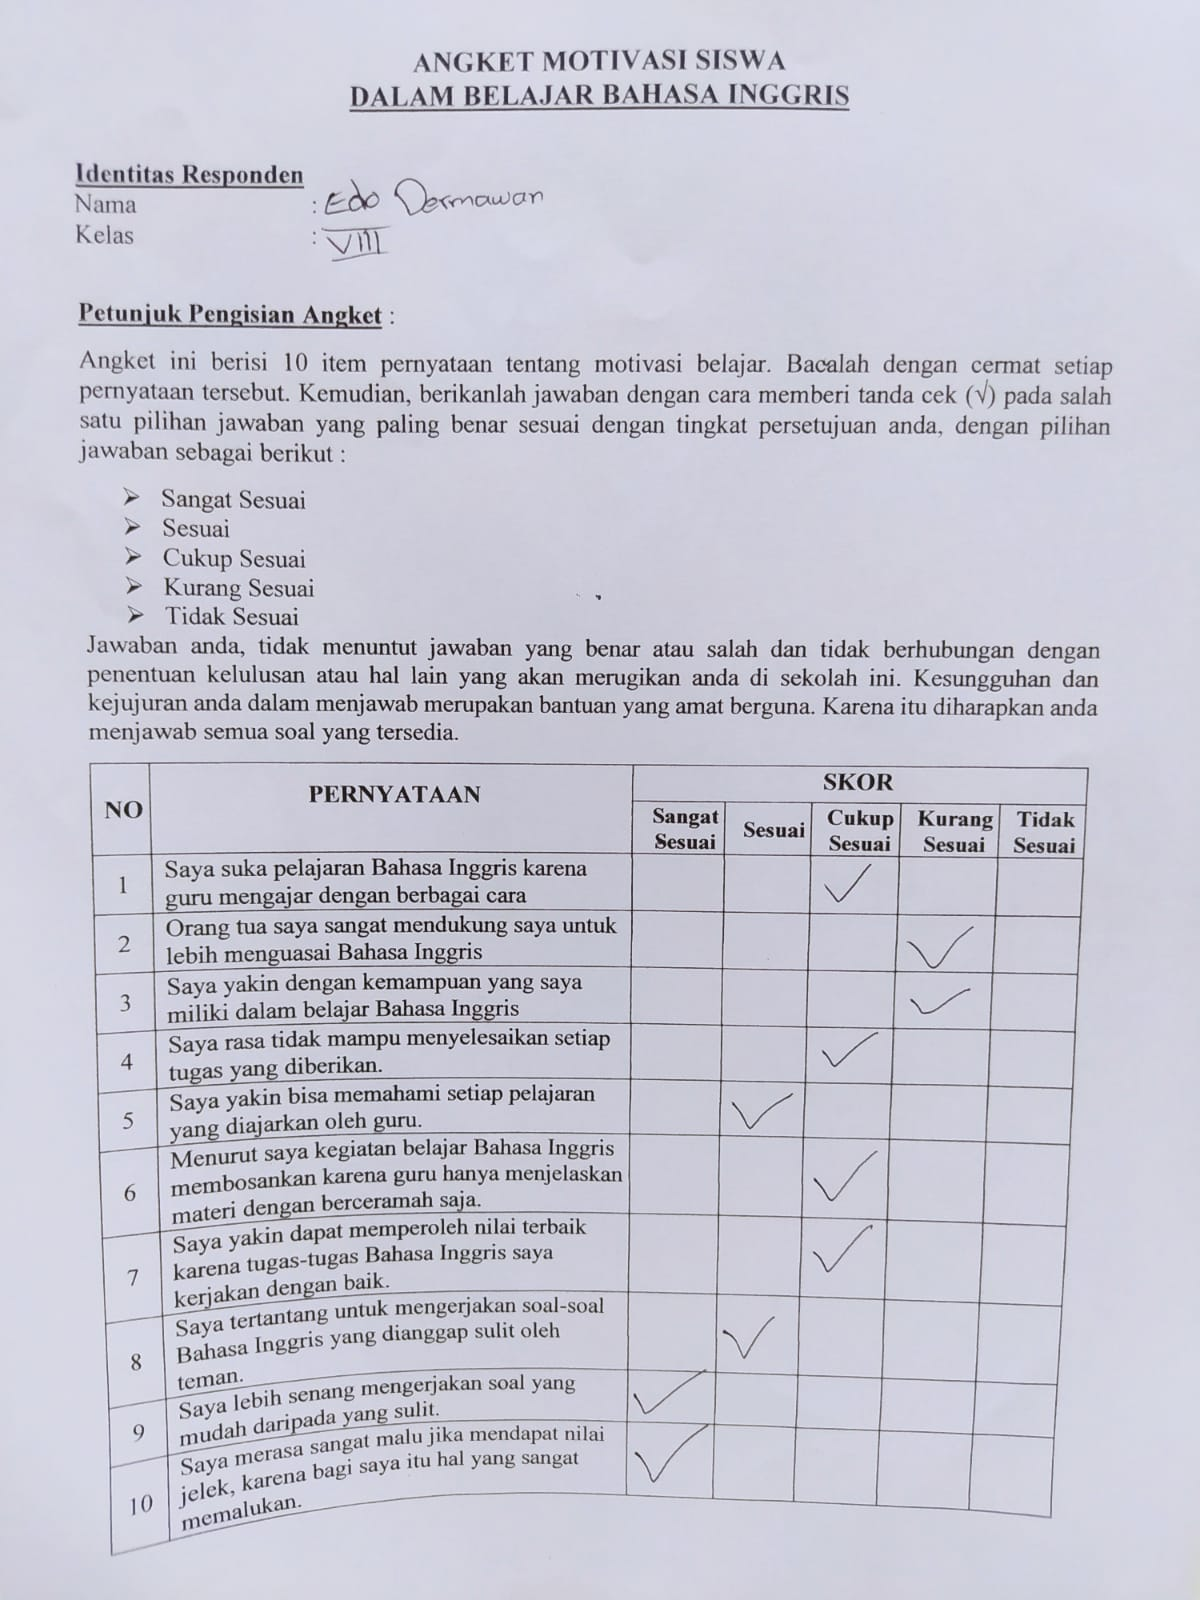 ANGKET MOTIVASI SISWA
DALAM BELAJAR BAHASA INGGRIS
Identitas Responden
Nama : Edo Dermawan
Kelas : VIII
Petunjuk Pengisian Angket :
Angket ini berisi 10 item pernyataan tentang motivasi belajar. Bacalah dengan cermat setiap
pernyataan tersebut. Kemudian, berikanlah jawaban dengan cara memberi tanda cek (√) pada salah
satu pilihan jawaban yang paling benar sesuai dengan tingkat persetujuan anda, dengan pilihan
jawaban sebagai berikut :
➢ Sangat Sesuai
➢ Sesuai
➢ Cukup Sesuai
➢ Kurang Sesuai
➢ Tidak Sesuai
Jawaban anda, tidak menuntut jawaban yang benar atau salah dan tidak berhubungan dengan
penentuan kelulusan atau hal lain yang akan merugikan anda di sekolah ini. Kesungguhan dan
kejujuran anda dalam menjawab merupakan bantuan yang amat berguna. Karena itu diharapkan anda
menjawab semua soal yang tersedia.
NO PERNYATAAN SKOR
Sangat Sesuai Sesuai Cukup Sesuai Kurang Sesuai Tidak Sesuai
1 Saya suka pelajaran Bahasa Inggris karena
guru mengajar dengan berbagai cara ✓
2 Orang tua saya sangat mendukung saya untuk
lebih menguasai Bahasa Inggris ✓
3 Saya yakin dengan kemampuan yang saya
miliki dalam belajar Bahasa Inggris ✓
4 Saya rasa tidak mampu menyelesaikan setiap
tugas yang diberikan. ✓
5 Saya yakin bisa memahami setiap pelajaran
yang diajarkan oleh guru. ✓
6 Menurut saya kegiatan belajar Bahasa Inggris
membosankan karena guru hanya menjelaskan
materi dengan berceramah saja. ✓
7 Saya yakin dapat memperoleh nilai terbaik
karena tugas-tugas Bahasa Inggris saya
kerjakan dengan baik. ✓
8 Saya tertantang untuk mengerjakan soal-soal
Bahasa Inggris yang dianggap sulit oleh
teman. ✓
9 Saya lebih senang mengerjakan soal yang
mudah daripada yang sulit. ✓
10 Saya merasa sangat malu jika mendapat nilai
jelek, karena bagi saya itu hal yang sangat
memalukan. ✓